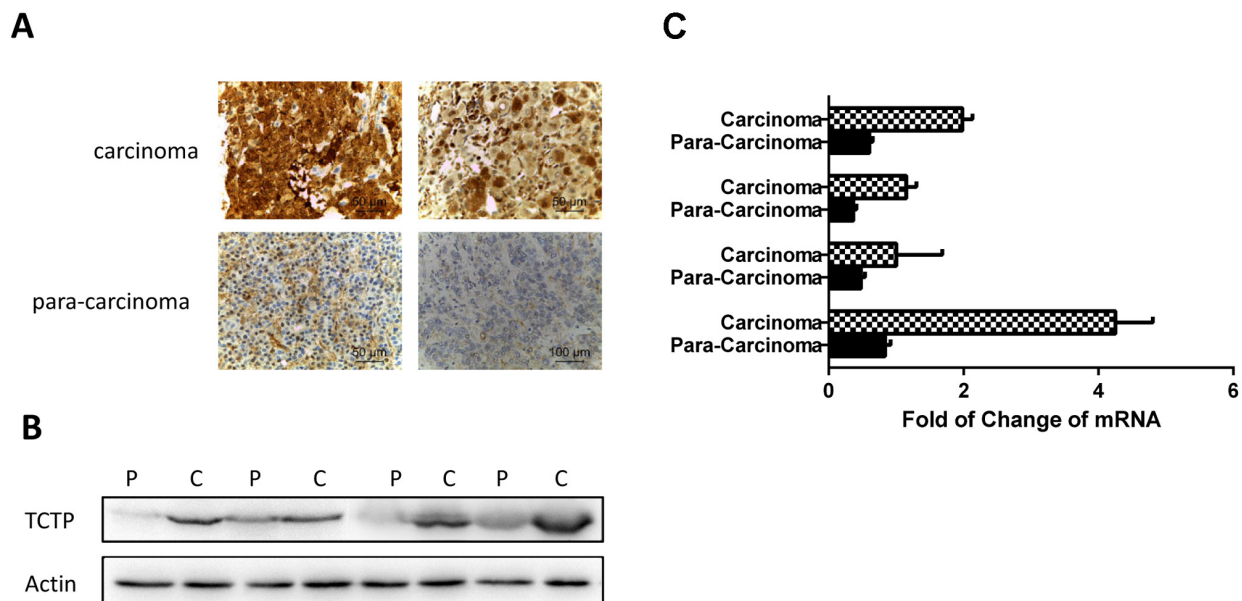 A
carcinoma
50 µm
50 µm
para-carcinoma
50 µm
100 µm
B
P C P C P C P C
TCTP
Actin
C
Carcinoma
Para-Carcinoma
Carcinoma
Para-Carcinoma
Carcinoma
Para-Carcinoma
Carcinoma
Para-Carcinoma
0 2 4 6
Fold of Change of mRNA